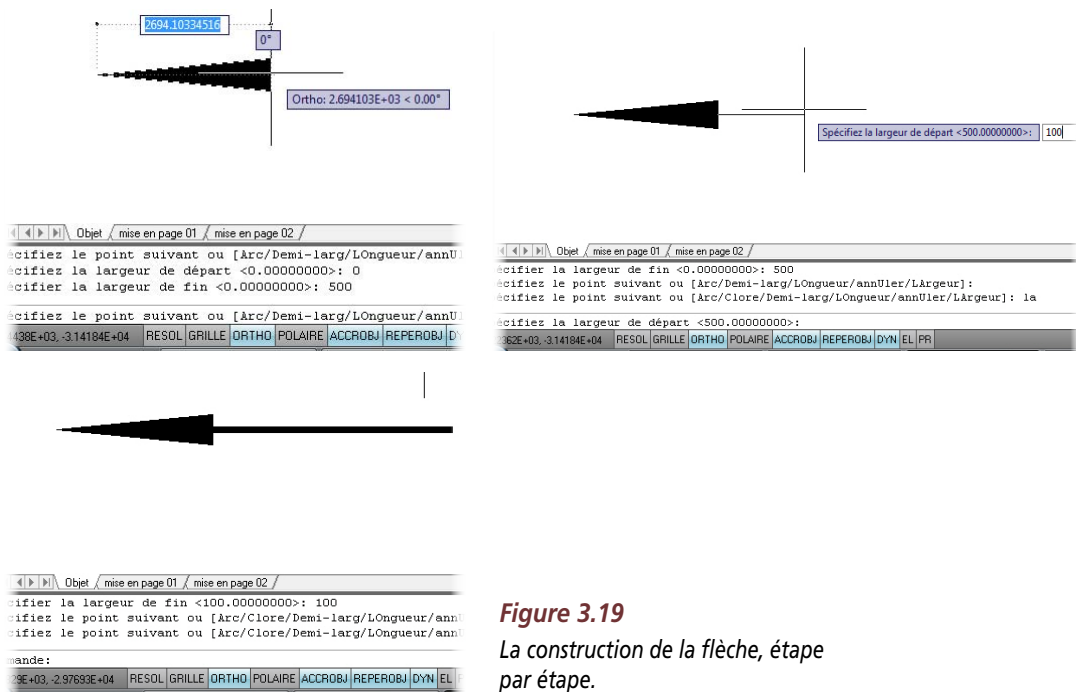 2694.10334516
0°
Ortho: 2.694103E+03 < 0.00°
Objet / mise en page 01 / mise en page 02 /
écifiez le point suivant ou [Arc/Demi-larg/LOngueur/annU
écifiez la largeur de départ <0.00000000>: 0
écifier la largeur de fin <0.00000000>: 500
écifiez le point suivant ou [Arc/Demi-larg/LOngueur/annU
438E+03, -3.14184E+04 RESOL GRILLE ORTHO POLAIRE ACCROBJ REPEROBJ D
Spécifiez la largeur de départ <500.00000000>: 100
Objet / mise en page 01 / mise en page 02 /
écifier la largeur de fin <0.00000000>: 500
écifiez le point suivant ou [Arc/Demi-larg/LOngueur/annUler/LArgeur]:
écifiez le point suivant ou [Arc/Clore/Demi-larg/LOngueur/annUler/LArgeur]: la
écifiez la largeur de départ <500.00000000>:
362E+03, -3.14184E+04 RESOL GRILLE ORTHO POLAIRE ACCROBJ REPEROBJ DYN EL PR
Objet / mise en page 01 / mise en page 02 /
cifier la largeur de fin <100.00000000>: 100
cifiez le point suivant ou [Arc/Clore/Demi-larg/LOngueur/ann
cifiez le point suivant ou [Arc/Clore/Demi-larg/LOngueur/ann
mande:
29E+03, -2.97693E+04 RESOL GRILLE ORTHO POLAIRE ACCROBJ REPEROBJ DYN EL
Figure 3.19
La construction de la flèche, étape
par étape.